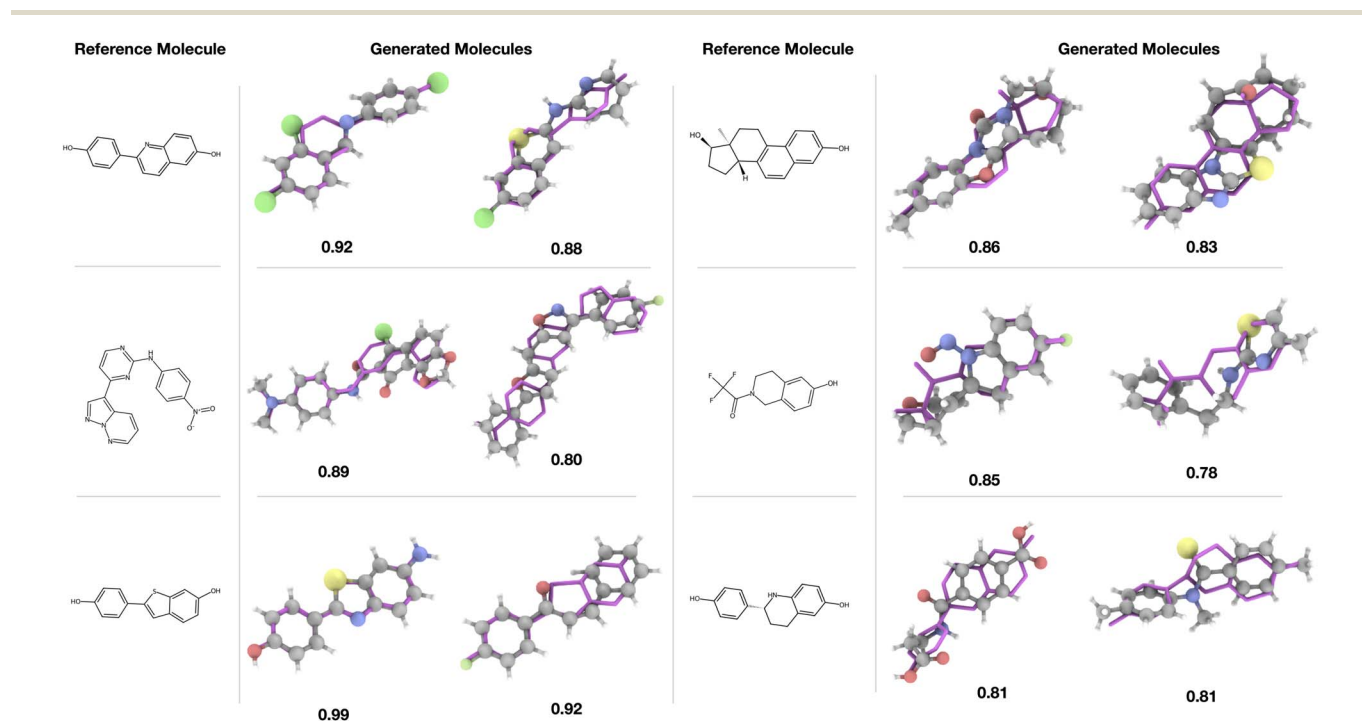 Reference Molecule Generated Molecules Reference Molecule Generated Molecules
HO N OH
0.92 0.88
HO H OH
0.86 0.83
N H N N N N N N⁺ O O⁻
0.89 0.80
F F F N O OH
0.85 0.78
HO S OH
0.99 0.92
HO HN OH
0.81 0.81